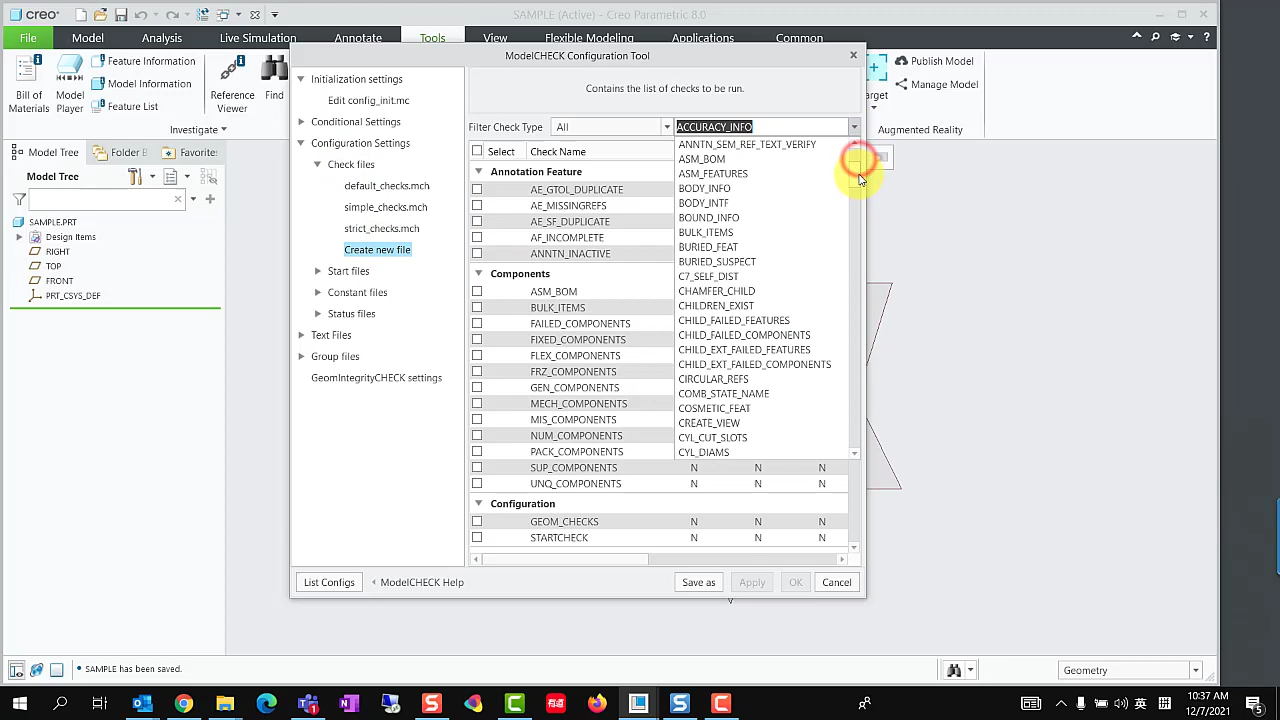 creo
SAMPLE (Active) - Creo Parametric 8.0
File Model Analysis Live Simulation Annotate Tools View Flexible Modeling Applications Common
Bill of Materials
Model Player
Feature Information
Model Information
Feature List
Reference Viewer
Find
Investigate
Publish Model
Manage Model
Augmented Reality
Model Tree
Folder B
Favorite
Model Tree
SAMPLE.PRT
Design Items
RIGHT
TOP
FRONT
PRT_CSYS_DEF
ModelCHECK Configuration Tool
Initialization settings
Edit config_init.mc
Conditional Settings
Configuration Settings
Check files
default_checks.mch
simple_checks.mch
strict_checks.mch
Create new file
Start files
Constant files
Status files
Text Files
Group files
GeomIntegrityCHECK settings
Contains the list of checks to be run.
Filter Check Type All ACCURACY_INFO
Select Check Name
Annotation Feature
AE_GTOL_DUPLICATE
AE_MISSINGREFS
AE_SF_DUPLICATE
AF_INCOMPLETE
ANNTN_INACTIVE
Components
ASM_BOM
BULK_ITEMS
FAILED_COMPONENTS
FIXED_COMPONENTS
FLEX_COMPONENTS
FRZ_COMPONENTS
GEN_COMPONENTS
MECH_COMPONENTS
MIS_COMPONENTS
NUM_COMPONENTS
PACK_COMPONENTS
SUP_COMPONENTS N N N
UNQ_COMPONENTS N N N
Configuration
GEOM_CHECKS N N N
STARTCHECK N N N
ANNTN_SEM_REF_TEXT_VERIFY
ASM_BOM
ASM_FEATURES
BODY_INFO
BODY_INTF
BOUND_INFO
BULK_ITEMS
BURIED_FEAT
BURIED_SUSPECT
C7_SELF_DIST
CHAMFER_CHILD
CHILDREN_EXIST
CHILD_FAILED_FEATURES
CHILD_FAILED_COMPONENTS
CHILD_EXT_FAILED_FEATURES
CHILD_EXT_FAILED_COMPONENTS
CIRCULAR_REFS
COMB_STATE_NAME
COSMETIC_FEAT
CREATE_VIEW
CYL_CUT_SLOTS
CYL_DIAMS
List Configs ModelCHECK Help Save as Apply OK Cancel
• SAMPLE has been saved.
Geometry
英
10:37 AM
12/7/2021